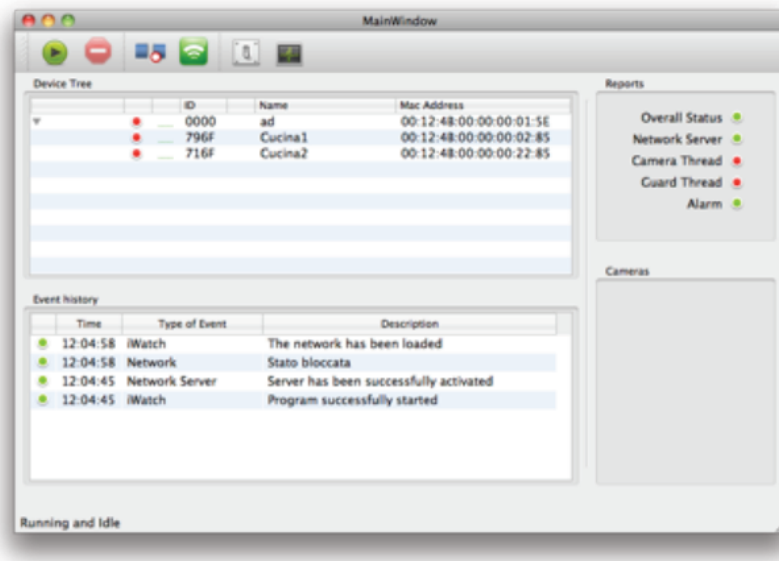 MainWindow
Device Tree
ID Name Mac Address
0000 ad 00:12:4B:00:00:00:01:5E
796F Cucina1 00:12:4B:00:00:00:02:85
716F Cucina2 00:12:4B:00:00:00:22:85
Reports
Overall Status
Network Server
Camera Thread
Guard Thread
Alarm
Cameras
Event history
Time Type of Event Description
12:04:58 iWatch The network has been loaded
12:04:58 Network Stato bloccata
12:04:45 Network Server Server has been successfully activated
12:04:45 iWatch Program successfully started
Running and Idle